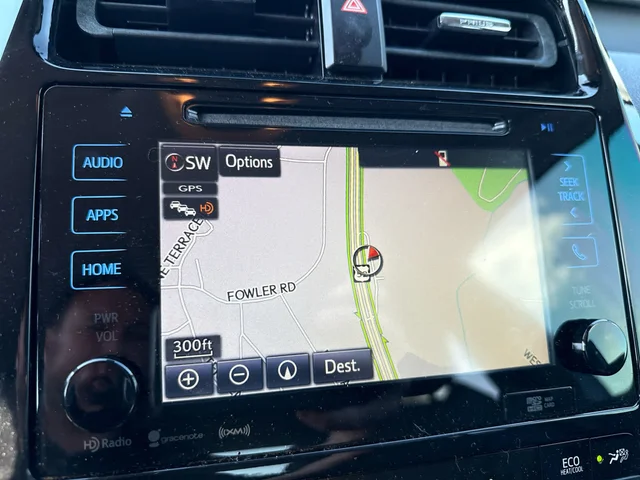 PRIUS
AUDIO
APPS
HOME
PWR
VOL
N SW
Options
GPS
HD
FOWLER RD
300ft
Dest.
SEEK
TRACK
TUNE
SCROLL
HD Radio
gracenote
((XM))
MAP
CARD
ECO
HEAT/COOL